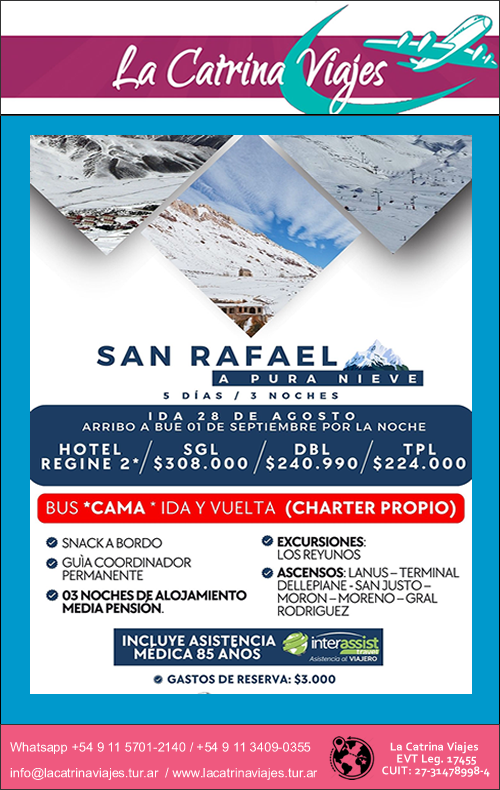 La Catrina Viajes
SAN RAFAEL
A PURA NIEVE
5 DÍAS / 3 NOCHES
IDA 28 DE AGOSTO
ARRIBO A BUE 01 DE SEPTIEMBRE POR LA NOCHE
HOTEL REGINE 2* / SGL $308.000 / DBL $240.990 / TPL $224.000
BUS *CAMA * IDA Y VUELTA (CHARTER PROPIO)
SNACK A BORDO
GUÌA COORDINADOR
PERMANENTE
03 NOCHES DE ALOJAMIENTO
MEDIA PENSIÓN.
EXCURSIONES:
LOS REYUNOS
ASCENSOS: LANUS – TERMINAL
DELLEPIANE - SAN JUSTO –
MORON – MORENO – GRAL
RODRIGUEZ
INCLUYE ASISTENCIA
MÉDICA 85 AÑOS
interassist
travel
Asistencia al VIAJERO
GASTOS DE RESERVA: $3.000
Whatsapp +54 9 11 5701-2140 / +54 9 11 3409-0355
info@lacatrinaviajes.tur.ar / www.lacatrinaviajes.tur.ar
La Catrina Viajes
EVT Leg. 17455
CUIT: 27-31478998-4